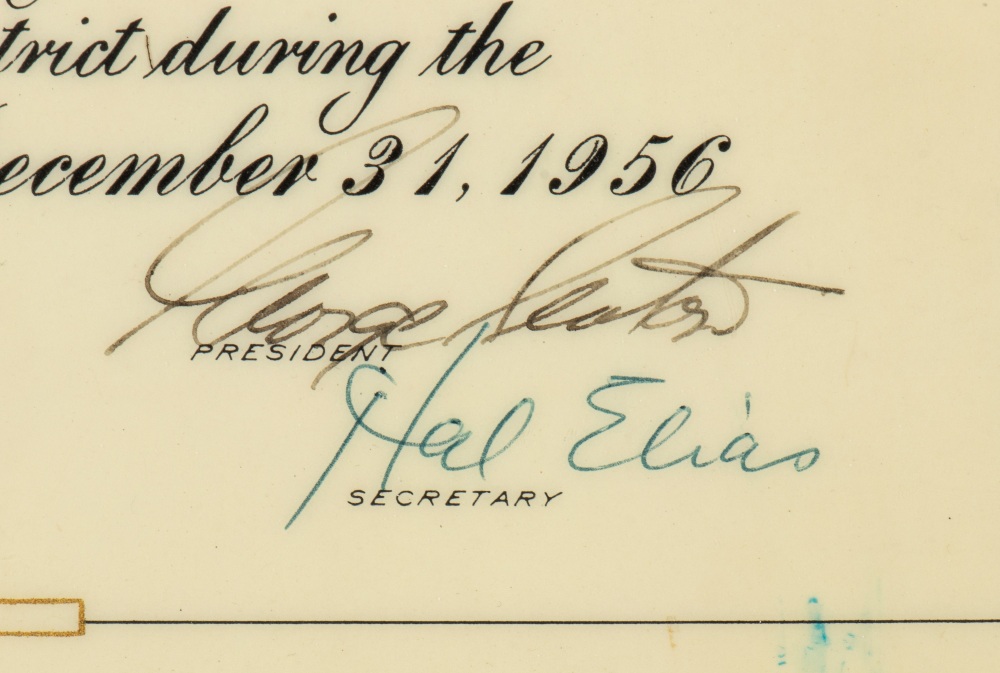 trict during the
ecember 31, 1956
George Seaton
PRESIDENT
Hal Elias
SECRETARY